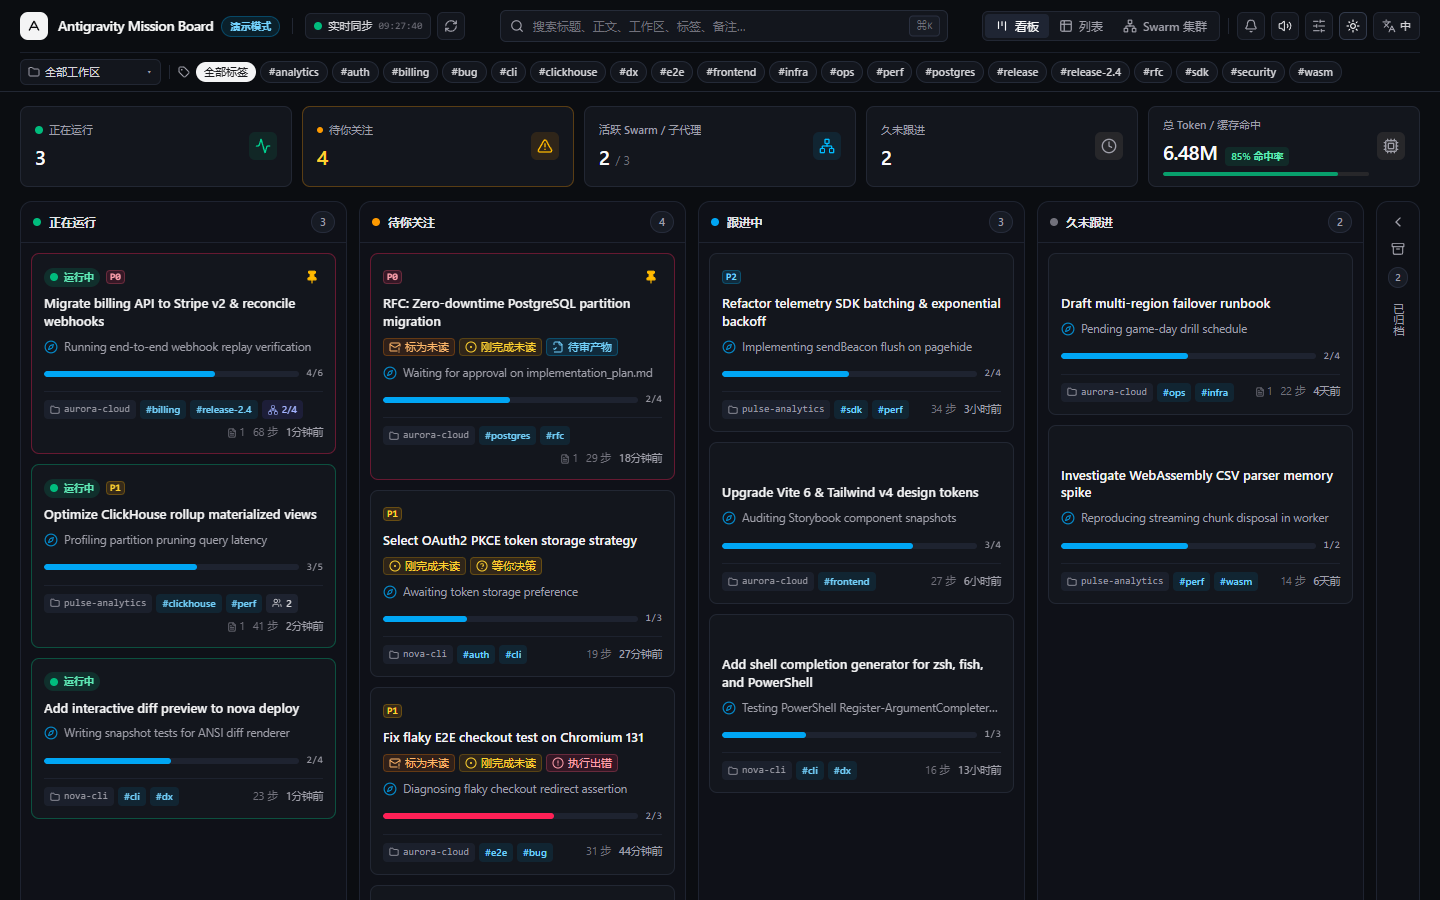 A Antigravity Mission Board 演示模式 实时同步 09:27:40 搜索标题、正文、工作区、标签、备注... ⌘K 看板 列表 Swarm 集群 中
全部工作区 全部标签 #analytics #auth #billing #bug #cli #clickhouse #dx #e2e #frontend #infra #ops #perf #postgres #release #release-2.4 #rfc #sdk #security #wasm
正在运行
3
待你关注
4
活跃 Swarm / 子代理
2 / 3
久未跟进
2
总 Token / 缓存命中
6.48M 85% 命中率
正在运行 3
运行中 P0
Migrate billing API to Stripe v2 & reconcile
webhooks
Running end-to-end webhook replay verification
4/6
aurora-cloud #billing #release-2.4 2/4
1 68 步 1分钟前
运行中 P1
Optimize ClickHouse rollup materialized views
Profiling partition pruning query latency
3/5
pulse-analytics #clickhouse #perf 2
1 41 步 2分钟前
运行中
Add interactive diff preview to nova deploy
Writing snapshot tests for ANSI diff renderer
2/4
nova-cli #cli #dx 23 步 1分钟前
待你关注 4
P0
RFC: Zero-downtime PostgreSQL partition
migration
标为未读 刚完成未读 待审产物
Waiting for approval on implementation_plan.md
2/4
aurora-cloud #postgres #rfc
1 29 步 18分钟前
P1
Select OAuth2 PKCE token storage strategy
刚完成未读 等你决策
Awaiting token storage preference
1/3
nova-cli #auth #cli 19 步 27分钟前
P1
Fix flaky E2E checkout test on Chromium 131
标为未读 刚完成未读 执行出错
Diagnosing flaky checkout redirect assertion
2/3
aurora-cloud #e2e #bug 31 步 44分钟前
跟进中 3
P2
Refactor telemetry SDK batching & exponential
backoff
Implementing sendBeacon flush on pagehide
2/4
pulse-analytics #sdk #perf 34 步 3小时前
Upgrade Vite 6 & Tailwind v4 design tokens
Auditing Storybook component snapshots
3/4
aurora-cloud #frontend 27 步 6小时前
Add shell completion generator for zsh, fish,
and PowerShell
Testing PowerShell Register-ArgumentCompleter...
1/3
nova-cli #cli #dx 16 步 13小时前
久未跟进 2
Draft multi-region failover runbook
Pending game-day drill schedule
2/4
aurora-cloud #ops #infra 1 22 步 4天前
Investigate WebAssembly CSV parser memory
spike
Reproducing streaming chunk disposal in worker
1/2
pulse-analytics #perf #wasm 14 步 6天前
2
已归档